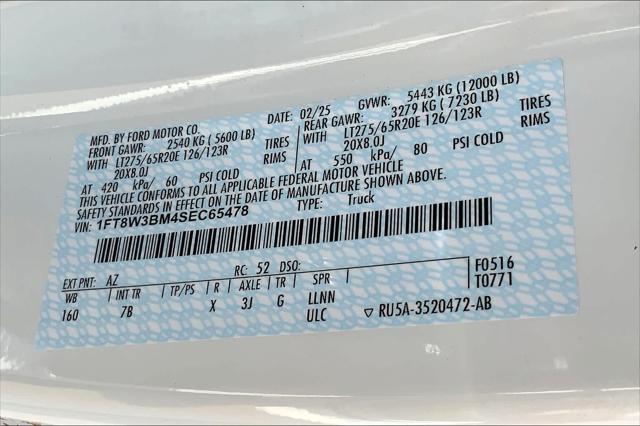 MFD. BY FORD MOTOR CO. DATE: 02/25 GVWR: 5443 KG (12000 LB)
FRONT GAWR: 2540 KG (5600 LB) REAR GAWR: 3279 KG (7230 LB)
WITH LT275/65R20E 126/123R TIRES WITH LT275/65R20E 126/123R TIRES
20X8.0J RIMS 20X8.0J RIMS
AT 420 kPa/ 60 PSI COLD AT 550 kPa/ 80 PSI COLD
THIS VEHICLE CONFORMS TO ALL APPLICABLE FEDERAL MOTOR VEHICLE
SAFETY STANDARDS IN EFFECT ON THE DATE OF MANUFACTURE SHOWN ABOVE.
VIN: 1FT8W3BM4SEC65478 TYPE: Truck
EXT PNT: AZ RC: 52 DSO: F0516
WB INT TR TP/PS R AXLE TR SPR T0771
160 7B X 3J G LLNN
ULC ▽ RU5A-3520472-AB